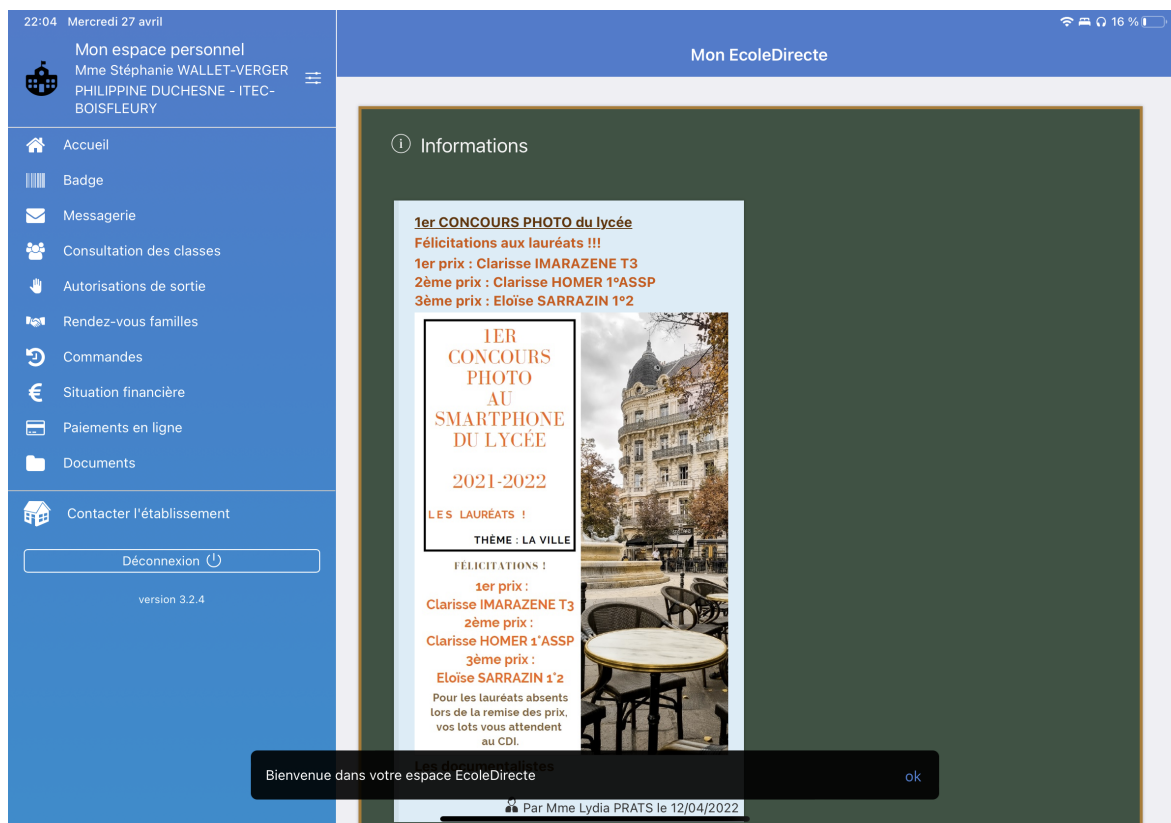 22:04 Mercredi 27 avril
16 %
Mon espace personnel
Mme Stéphanie WALLET-VERGER
PHILIPPINE DUCHESNE - ITEC-
BOISFLEURY
Accueil
Badge
Messagerie
Consultation des classes
Autorisations de sortie
Rendez-vous familles
Commandes
Situation financière
Paiements en ligne
Documents
Contacter l'établissement
Déconnexion
version 3.2.4
Mon EcoleDirecte
Informations
1er CONCOURS PHOTO du lycée
Félicitations aux lauréats !!!
1er prix : Clarisse IMARAZENE T3
2ème prix : Clarisse HOMER 1°ASSP
3ème prix : Eloïse SARRAZIN 1°2
1ER
CONCOURS
PHOTO
AU
SMARTPHONE
DU LYCÉE
2021-2022
LES LAURÉATS !
THÈME : LA VILLE
FÉLICITATIONS !
1er prix :
Clarisse IMARAZENE T3
2ème prix :
Clarisse HOMER 1°ASSP
3ème prix :
Eloïse SARRAZIN 1°2
Pour les lauréats absents
lors de la remise des prix,
vos lots vous attendent
au CDI.
Les documentalistes
Bienvenue dans votre espace EcoleDirecte
ok
Par Mme Lydia PRATS le 12/04/2022